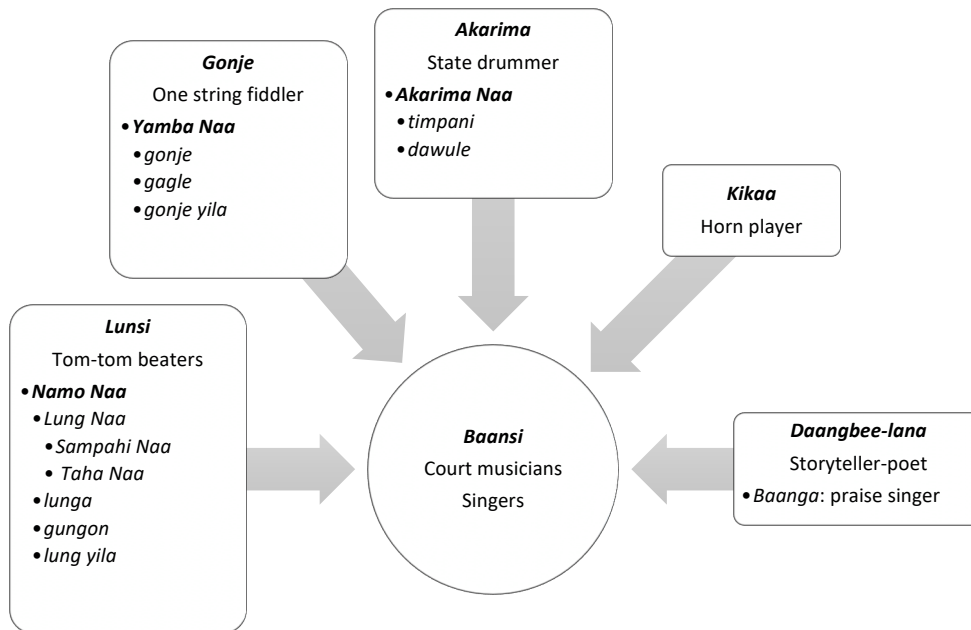 Gonje
One string fiddler
• Yamba Naa
• gonje
• gagle
• gonje yila
Akarima
State drummer
• Akarima Naa
• timpani
• dawule
Kikaa
Horn player
Lunsi
Tom-tom beaters
• Namo Naa
• Lung Naa
• Sampahi Naa
• Taha Naa
• lunga
• gungon
• lung yila
Baansi
Court musicians
Singers
Daangbee-lana
Storyteller-poet
• Baanga: praise singer